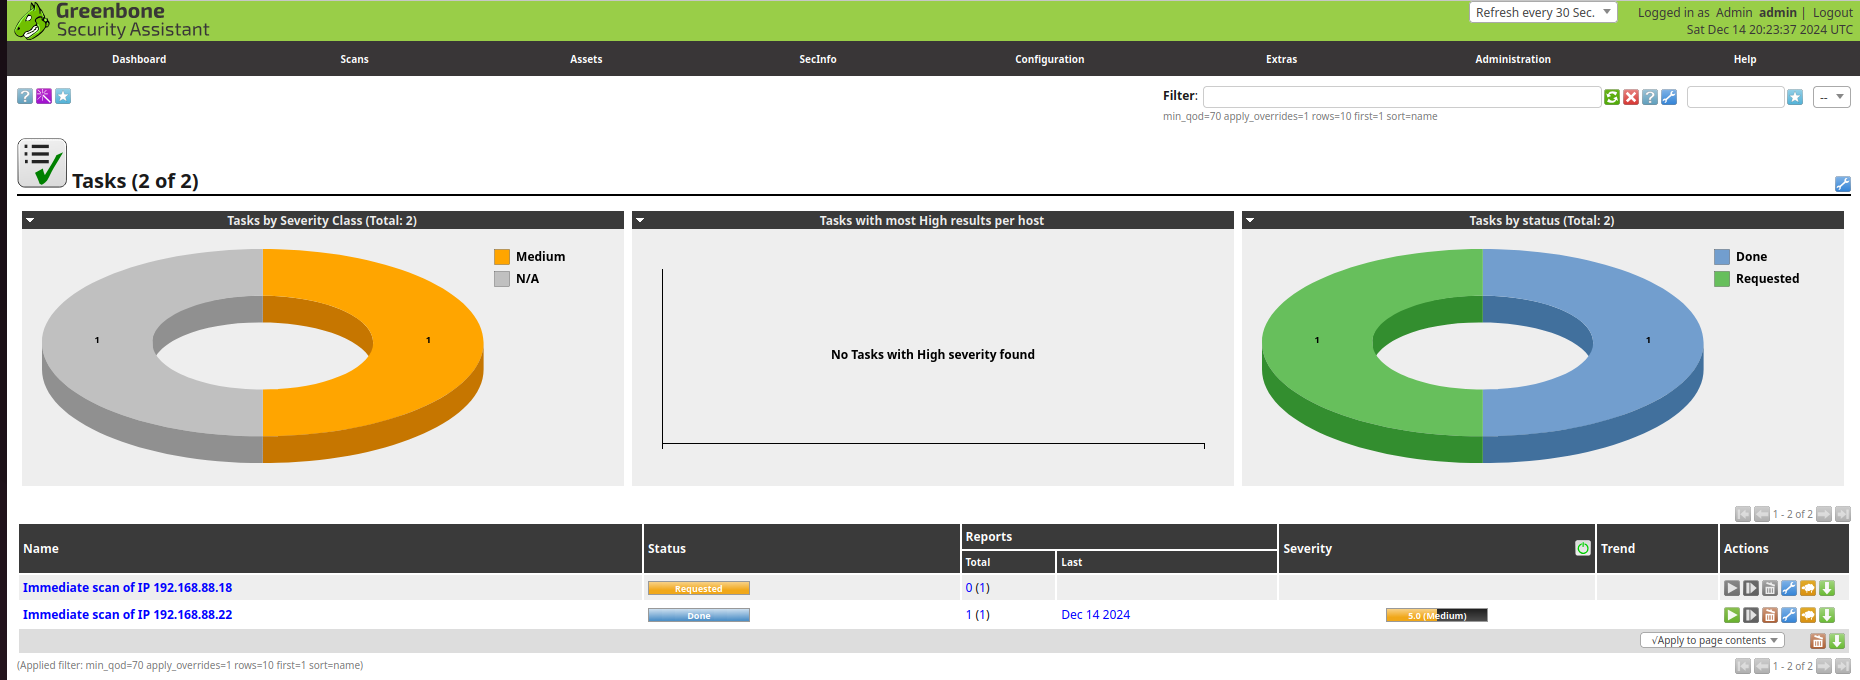 Greenbone
Security Assistant
Refresh every 30 Sec.
Logged in as Admin admin | Logout
Sat Dec 14 20:23:37 2024 UTC
Dashboard Scans Assets SecInfo Configuration Extras Administration Help
Filter: --
min_qod=70 apply_overrides=1 rows=10 first=1 sort=name
Tasks (2 of 2)
Tasks by Severity Class (Total: 2)
Medium
N/A
1 1
Tasks with most High results per host
No Tasks with High severity found
Tasks by status (Total: 2)
Done
Requested
1 1
1 - 2 of 2
Name Status Reports Severity Trend Actions
Total Last
Immediate scan of IP 192.168.88.18 Requested 0 (1)
Immediate scan of IP 192.168.88.22 Done 1 (1) Dec 14 2024 5.0 (Medium)
√Apply to page contents
(Applied filter: min_qod=70 apply_overrides=1 rows=10 first=1 sort=name) 1 - 2 of 2